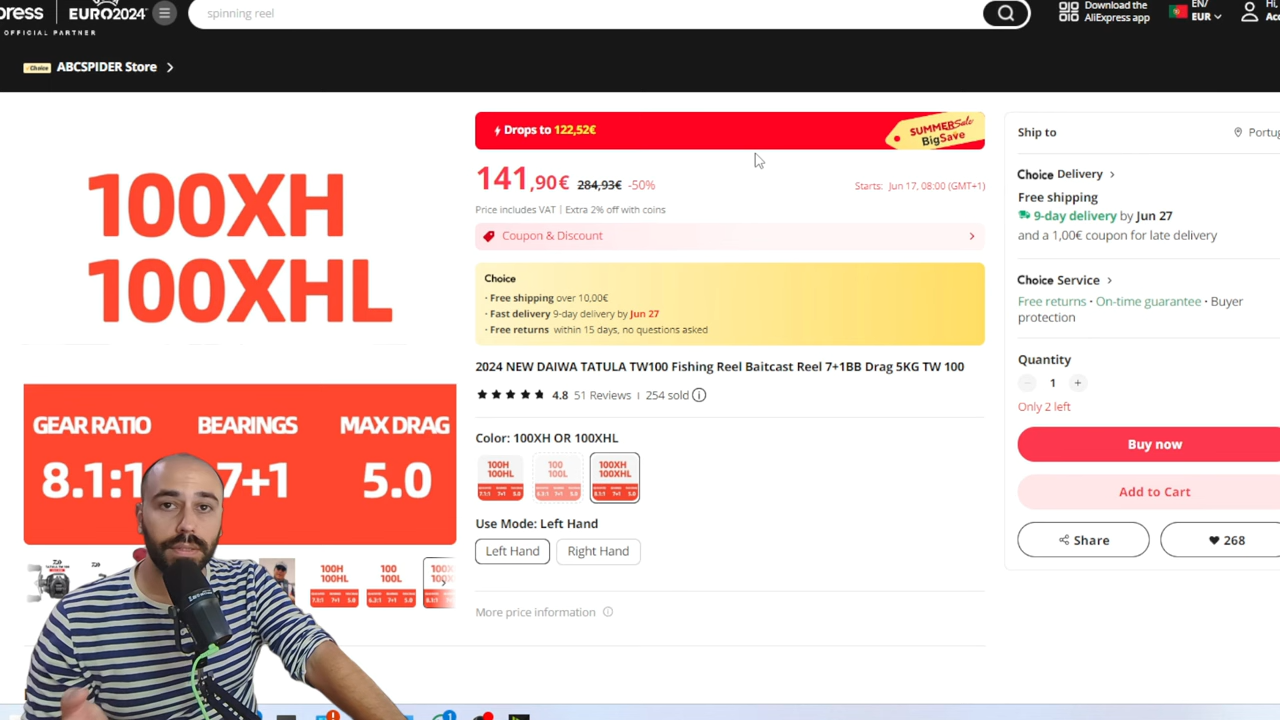 press EURO2024
OFFICIAL PARTNER
spinning reel
Download the
AliExpress app
EN/
EUR
Hi,
Choice ABCSPIDER Store
100XH
100XHL
GEAR RATIO BEARINGS MAX DRAG
8.1:1 7+1 5.0
100H
100HL
100
100L
Drops to 122,52€
SUMMER Sale
BigSave
141,90€ 284,93€ -50%
Starts: Jun 17, 08:00 (GMT+1)
Price includes VAT | Extra 2% off with coins
Coupon & Discount
Choice
· Free shipping over 10,00€
· Fast delivery 9-day delivery by Jun 27
· Free returns within 15 days, no questions asked
2024 NEW DAIWA TATULA TW100 Fishing Reel Baitcast Reel 7+1BB Drag 5KG TW 100
4.8 51 Reviews | 254 sold
Color: 100XH OR 100XHL
100H
100HL
100
100L
100XH
100XHL
Use Mode: Left Hand
Left Hand Right Hand
More price information
Ship to
Choice Delivery
Free shipping
9-day delivery by Jun 27
and a 1,00€ coupon for late delivery
Choice Service
Free returns · On-time guarantee · Buyer
protection
Quantity
1
Only 2 left
Buy now
Add to Cart
Share
268